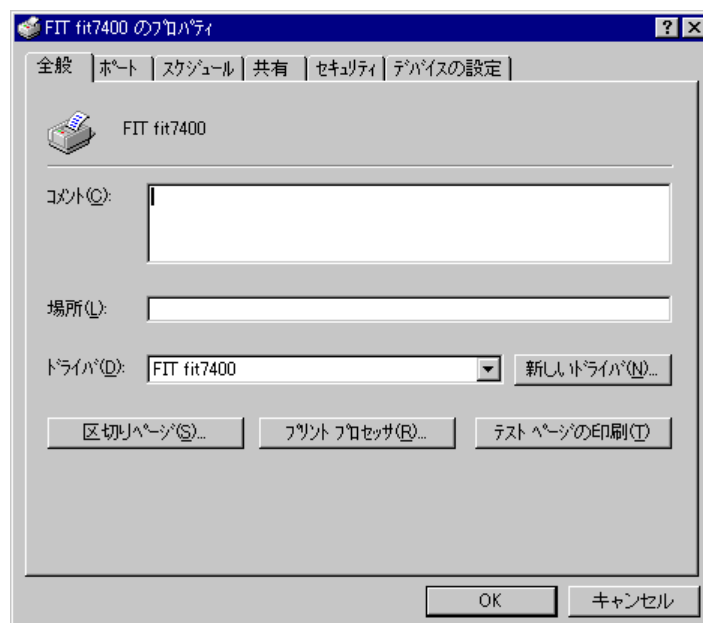 FIT fit7400 のﾌﾟﾛﾊﾟﾃｨ
全般 ﾎﾟｰﾄ ｽｹｼﾞｭｰﾙ 共有 ｾｷｭﾘﾃｨ ﾃﾞﾊﾞｲｽの設定
FIT fit7400
ｺﾒﾝﾄ(C):
場所(L):
ﾄﾞﾗｲﾊﾞ(D): FIT fit7400 新しいﾄﾞﾗｲﾊﾞ(N)...
区切りﾍﾟｰｼﾞ(S)... ﾌﾟﾘﾝﾄ ﾌﾟﾛｾｯｻ(R)... ﾃｽﾄ ﾍﾟｰｼﾞの印刷(T)
OK キャンセル